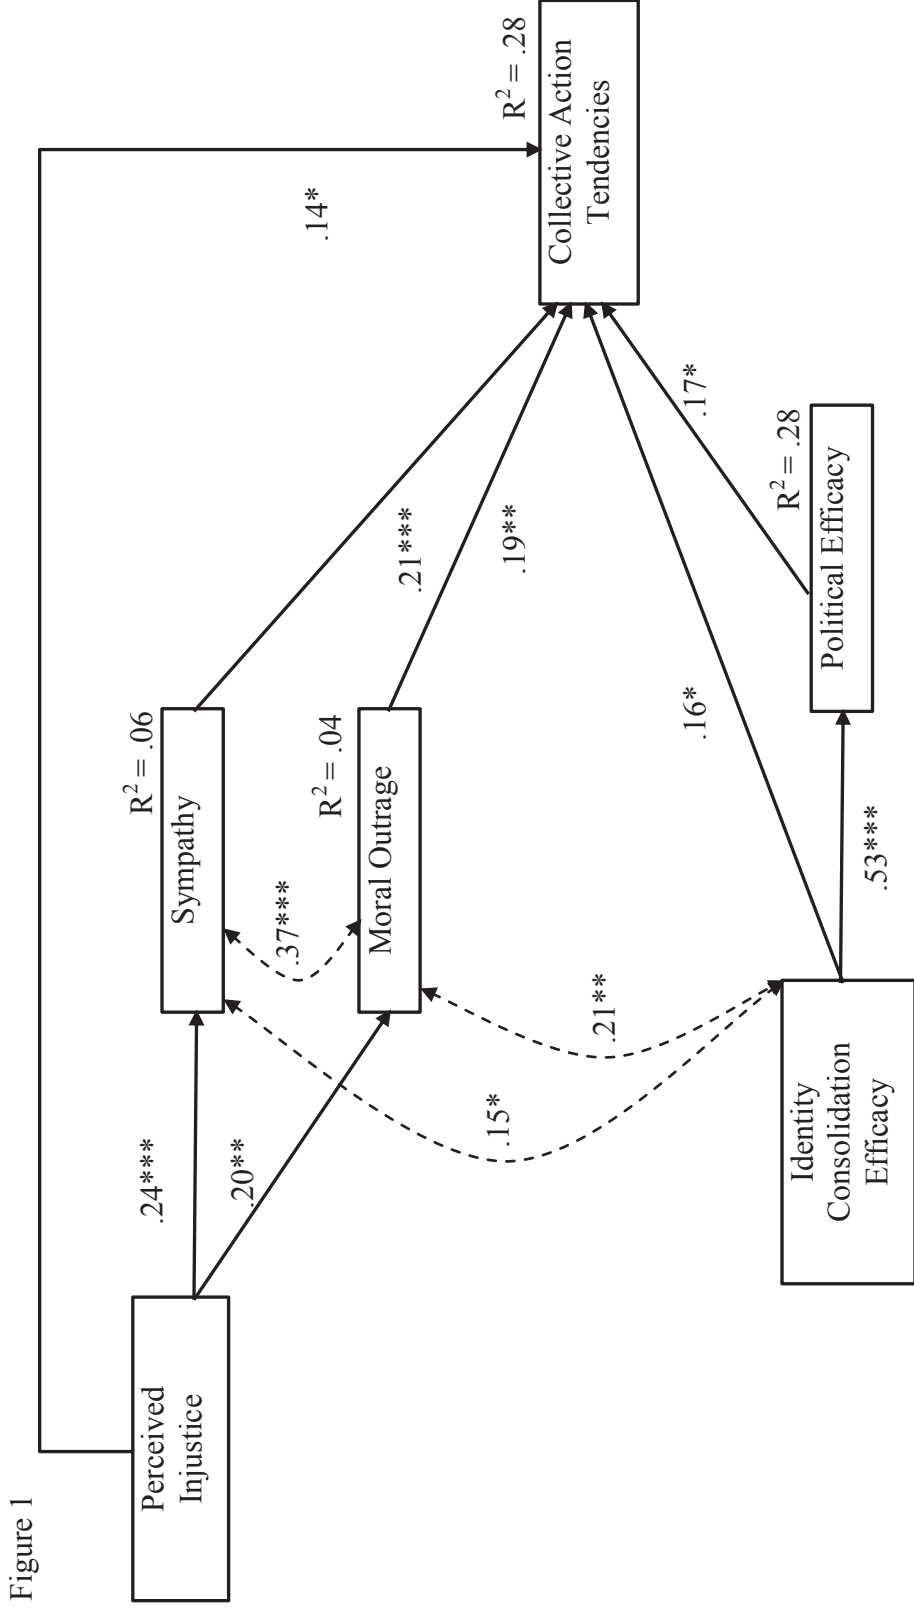 Figure 1
Perceived
Injustice
.24***
.20**
.14*
R² = .06
Sympathy
.37***
R² = .04
Moral Outrage
.15*
.21**
.21***
.19**
R² = .28
Collective Action
Tendencies
.16*
.17*
Identity
Consolidation
Efficacy
.53***
R² = .28
Political Efficacy